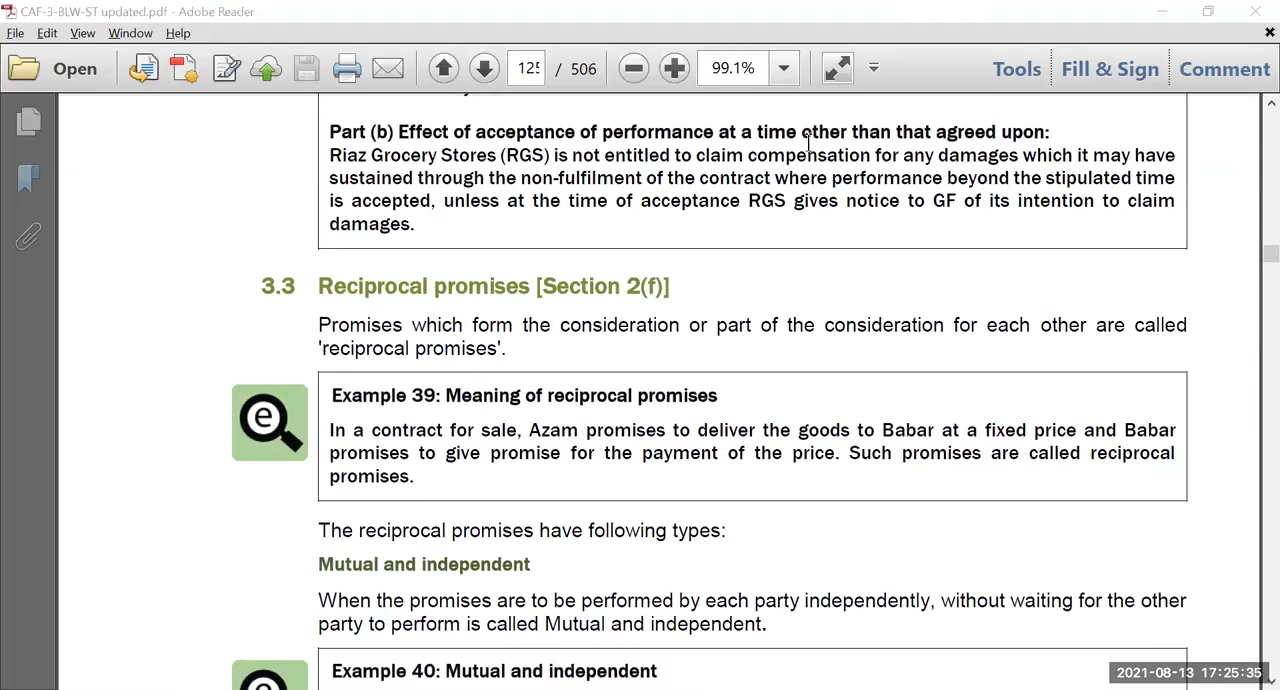 CAF-3-BLW-ST updated.pdf - Adobe Reader
File Edit View Window Help
Open 125 / 506 99.1% Tools Fill & Sign Comment
Part (b) Effect of acceptance of performance at a time other than that agreed upon:
Riaz Grocery Stores (RGS) is not entitled to claim compensation for any damages which it may have
sustained through the non-fulfilment of the contract where performance beyond the stipulated time
is accepted, unless at the time of acceptance RGS gives notice to GF of its intention to claim
damages.
3.3 Reciprocal promises [Section 2(f)]
Promises which form the consideration or part of the consideration for each other are called
'reciprocal promises'.
Example 39: Meaning of reciprocal promises
In a contract for sale, Azam promises to deliver the goods to Babar at a fixed price and Babar
promises to give promise for the payment of the price. Such promises are called reciprocal
promises.
The reciprocal promises have following types:
Mutual and independent
When the promises are to be performed by each party independently, without waiting for the other
party to perform is called Mutual and independent.
Example 40: Mutual and independent
2021-08-13 17:25:35